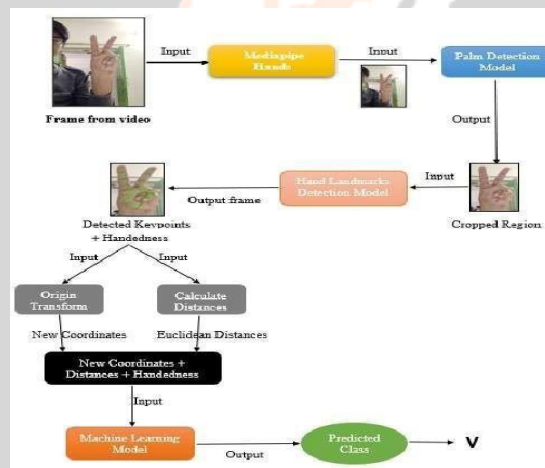 Input
Mediapipe
Hands
Input
Palm Detection
Model
Frame from video
Output
Input
Hand Landmarks
Detection Model
Output frame
Cropped Region
Detected Keypoints
+ Handedness
Input
Input
Origin
Transform
Calculate
Distances
New Coordinates
Euclidean Distances
New Coordinates +
Distances + Handedness
Input
Machine Learning
Model
Output
Predicted
Class
V